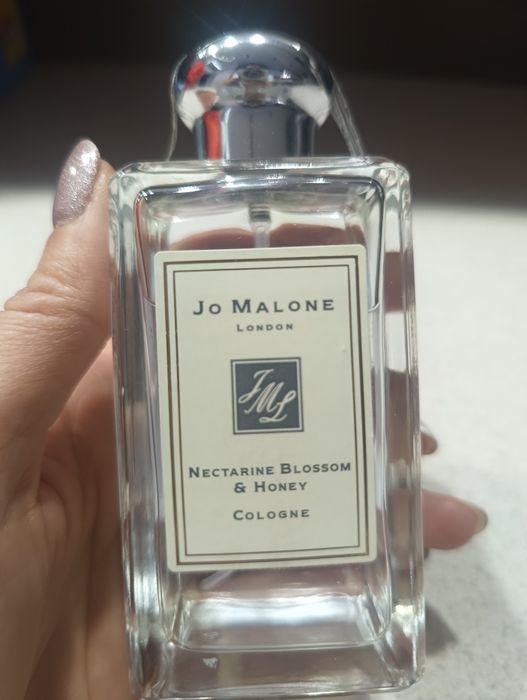 Jo Malone
London
JML
Nectarine Blossom
& Honey
Cologne